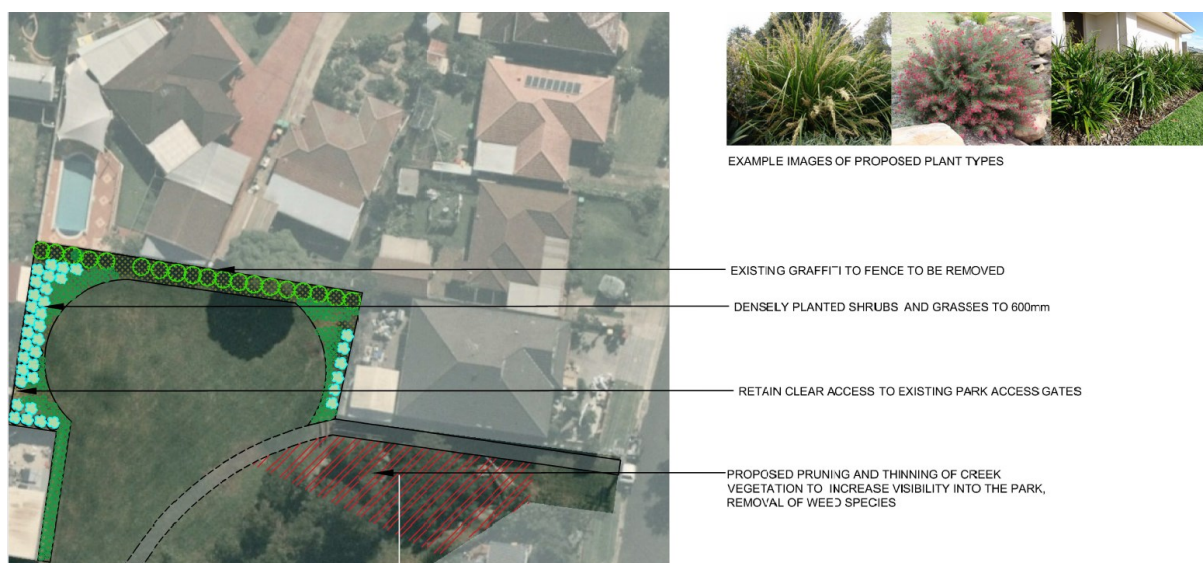 EXAMPLE IMAGES OF PROPOSED PLANT TYPES
EXISTING GRAFFITI TO FENCE TO BE REMOVED
DENSELY PLANTED SHRUBS AND GRASSES TO 600mm
RETAIN CLEAR ACCESS TO EXISTING PARK ACCESS GATES
PROPOSED PRUNING AND THINNING OF CREEK
VEGETATION TO INCREASE VISIBILITY INTO THE PARK,
REMOVAL OF WEED SPECIES